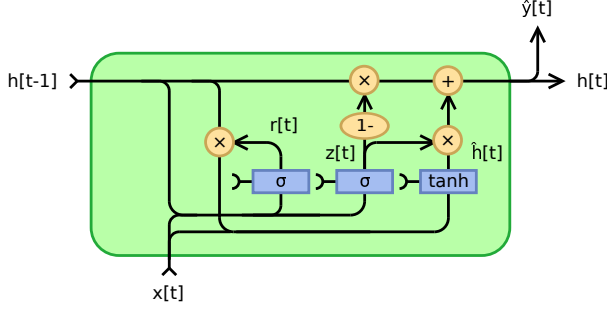 ŷ[t]
h[t-1]
×
+
h[t]
r[t]
1-
×
z[t]
×
ĥ[t]
σ
σ
tanh
x[t]